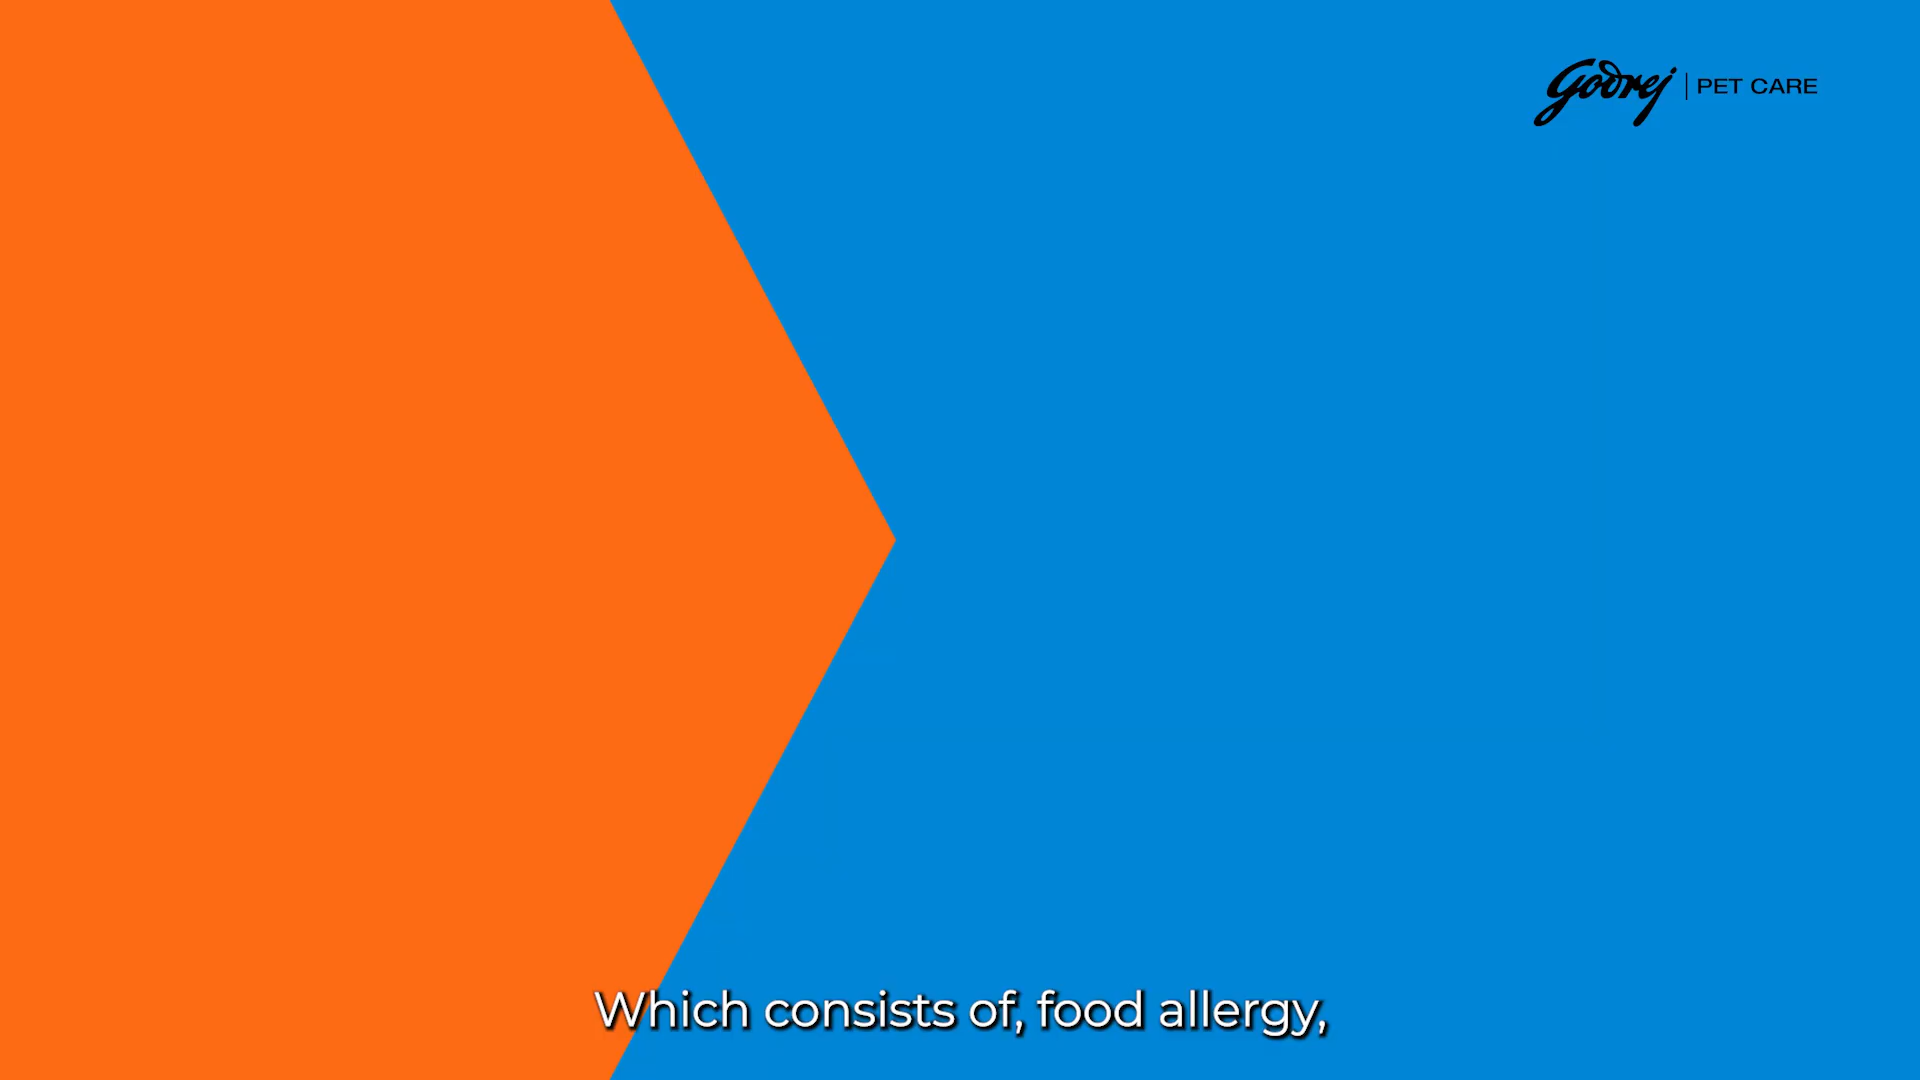 Godrej | PET CARE
Which consists of, food allergy,